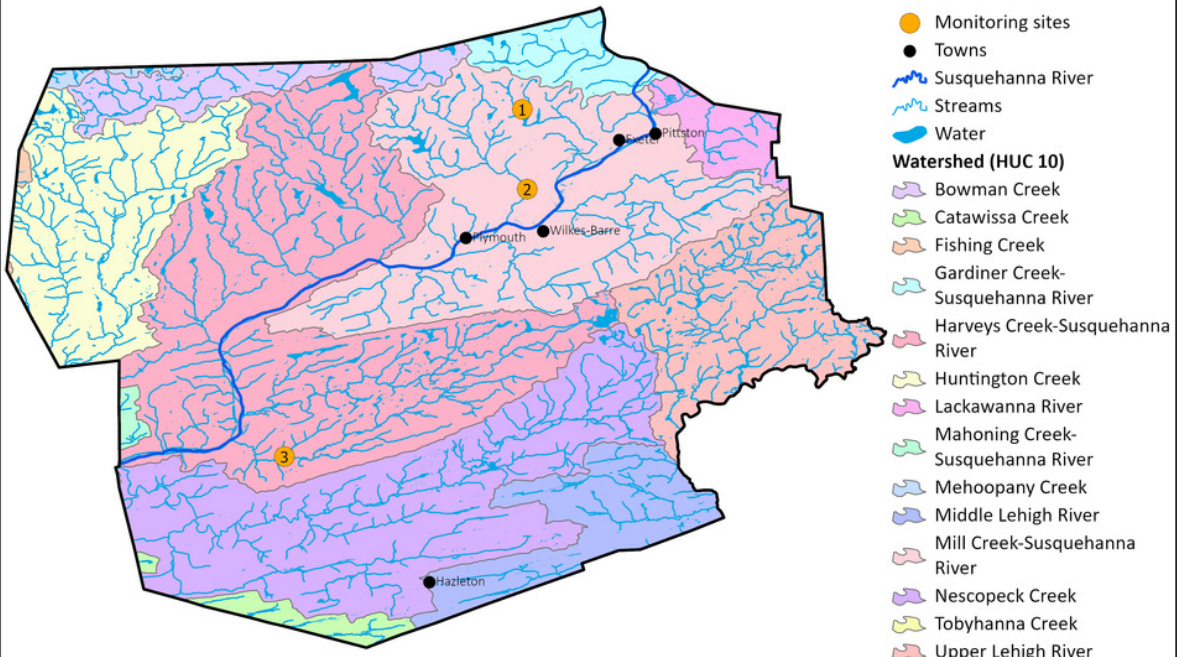 Monitoring sites
Towns
Susquehanna River
Streams
Water
Watershed (HUC 10)
Bowman Creek
Catawissa Creek
Fishing Creek
Gardiner Creek-
Susquehanna River
Harveys Creek-Susquehanna
River
Huntington Creek
Lackawanna River
Mahoning Creek-
Susquehanna River
Mehoopany Creek
Middle Lehigh River
Mill Creek-Susquehanna
River
Nescopeck Creek
Tobyhanna Creek
Upper Lehigh River
1
Exeter
Pittston
2
Plymouth
Wilkes-Barre
3
Hazleton